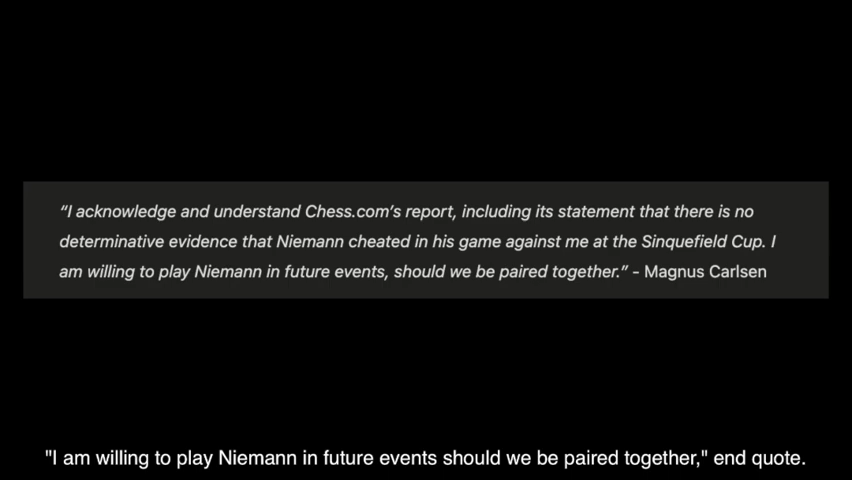 “I acknowledge and understand Chess.com’s report, including its statement that there is no
determinative evidence that Niemann cheated in his game against me at the Sinquefield Cup. I
am willing to play Niemann in future events, should we be paired together.” - Magnus Carlsen
"I am willing to play Niemann in future events should we be paired together," end quote.